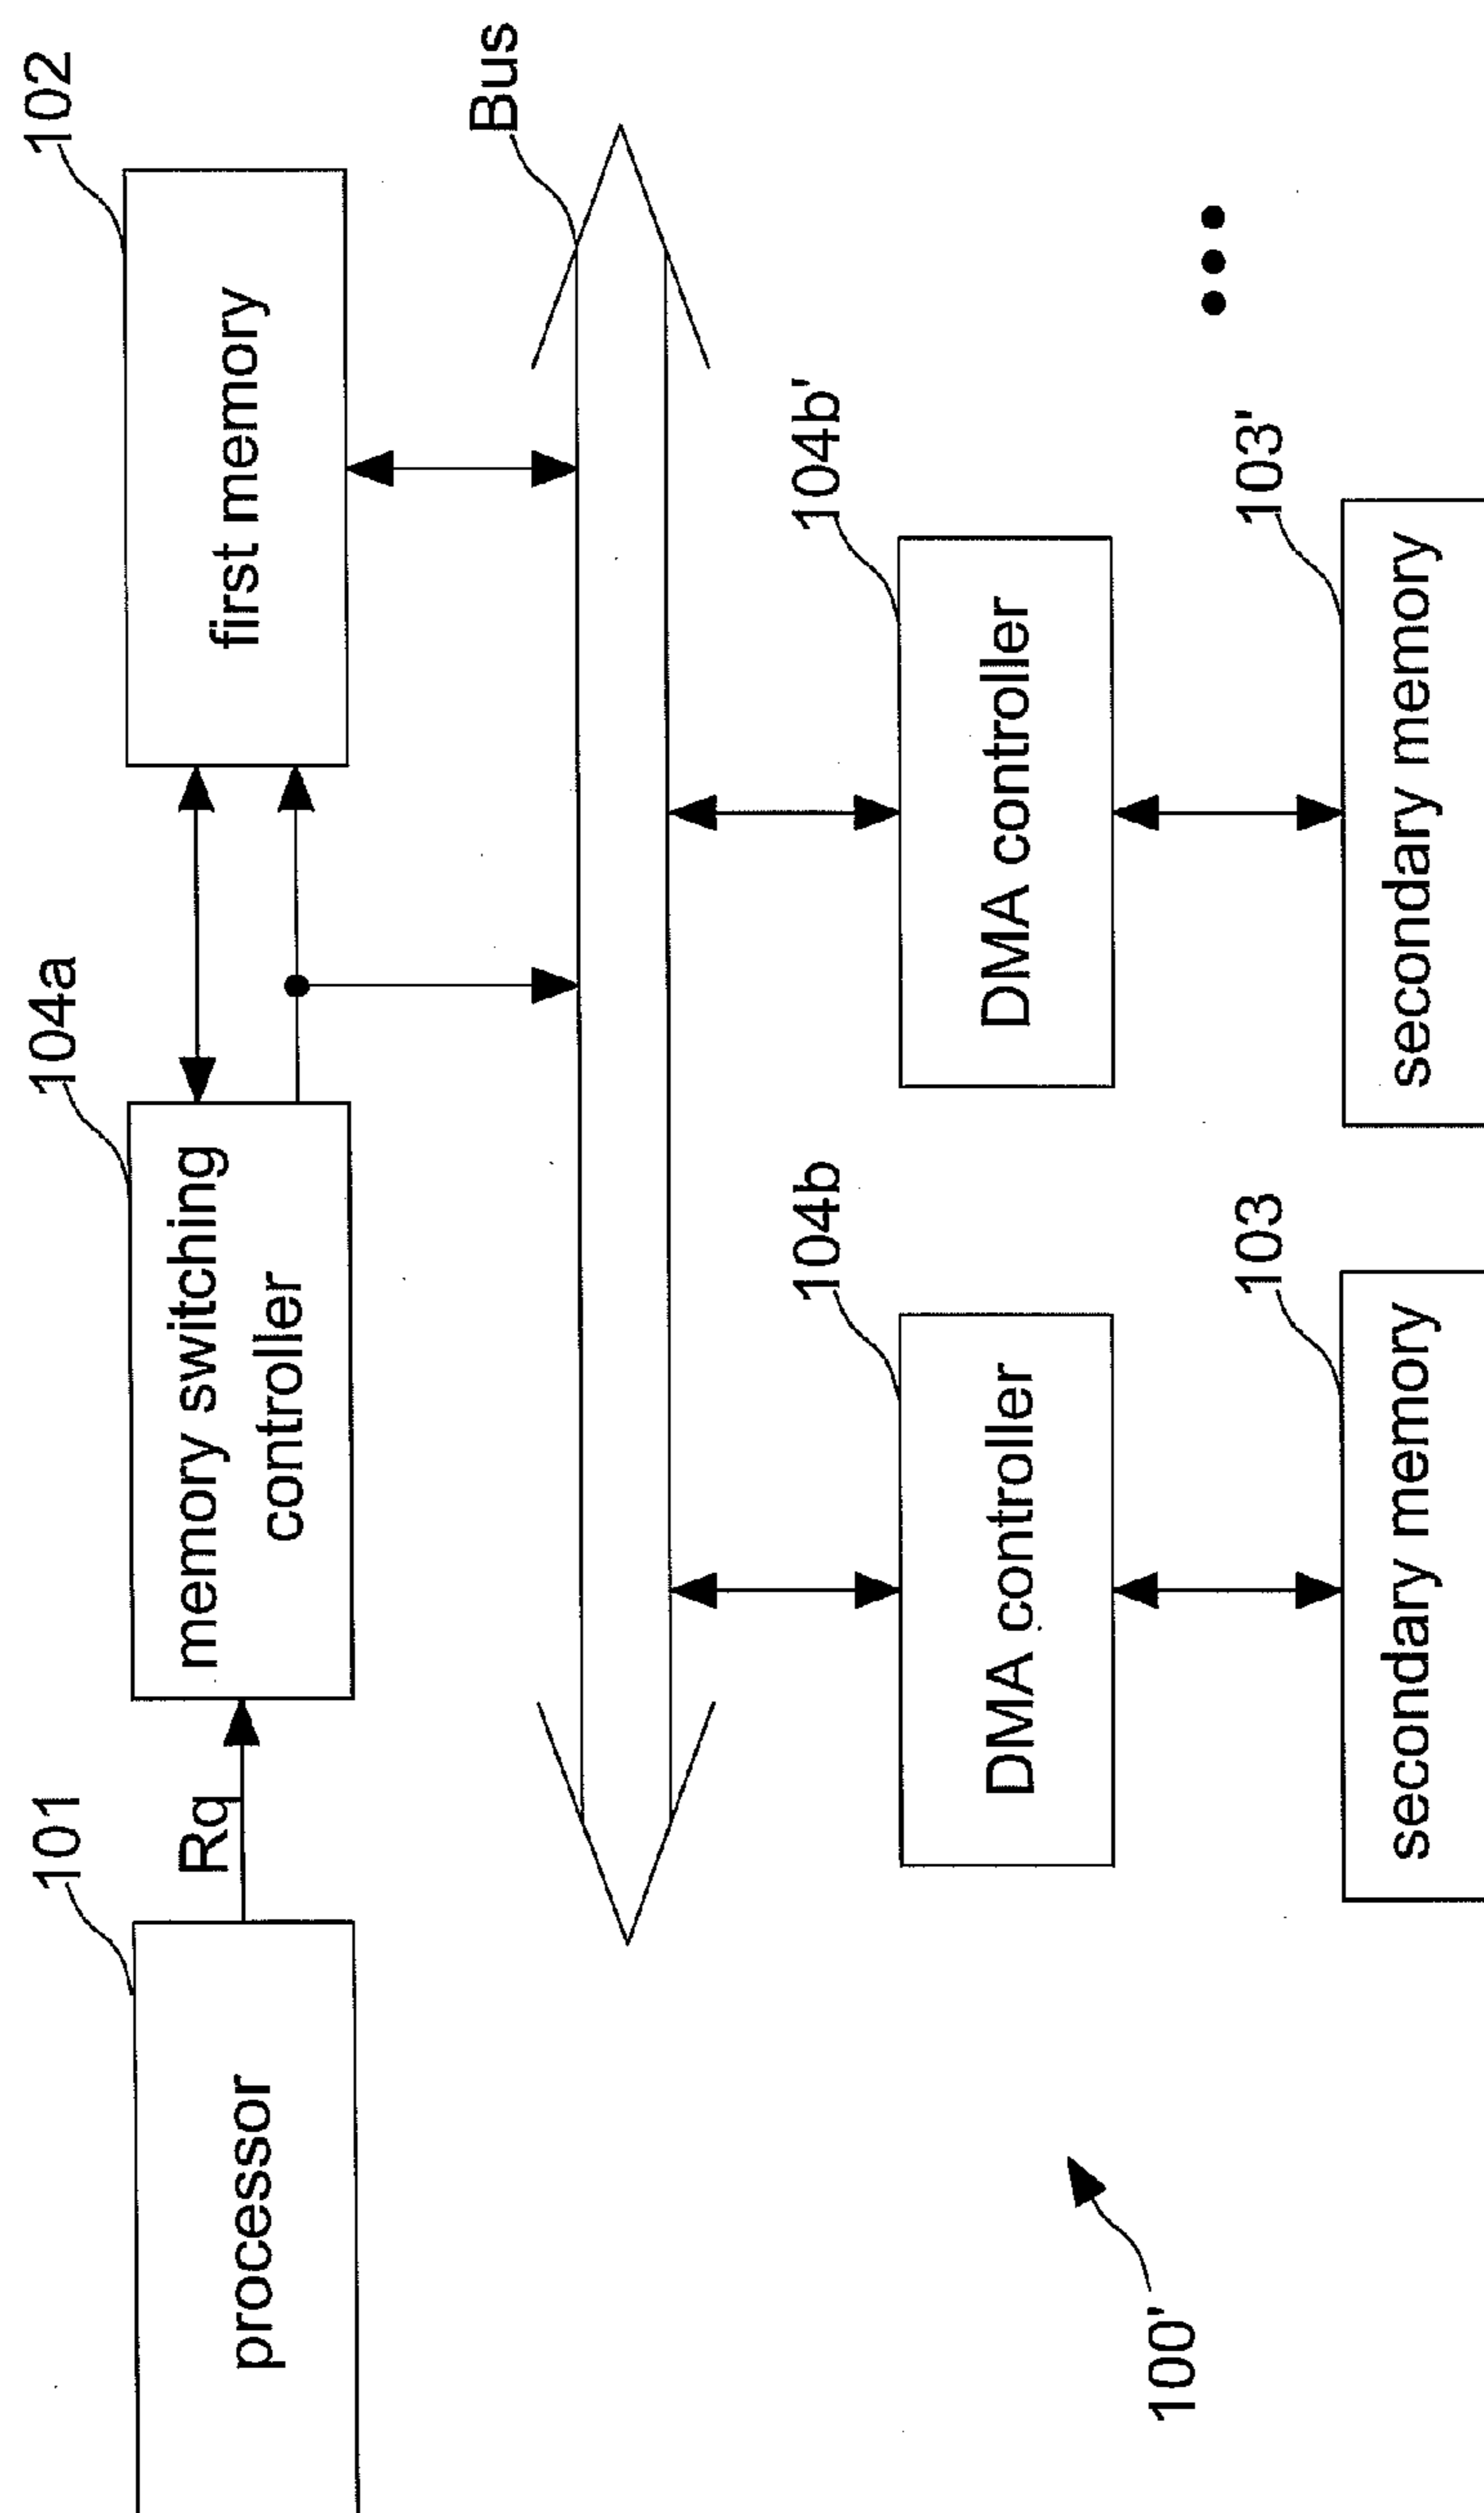 101
processor
Rq
104a
memory switching
controller
102
first memory
Bus
104b
DMA controller
104b'
DMA controller
103
secondary memory
103'
secondary memory
100'